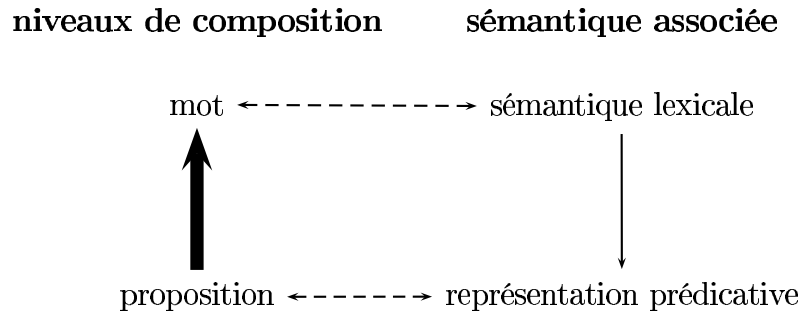 niveaux de composition sémantique associée
mot sémantique lexicale
proposition représentation prédicative